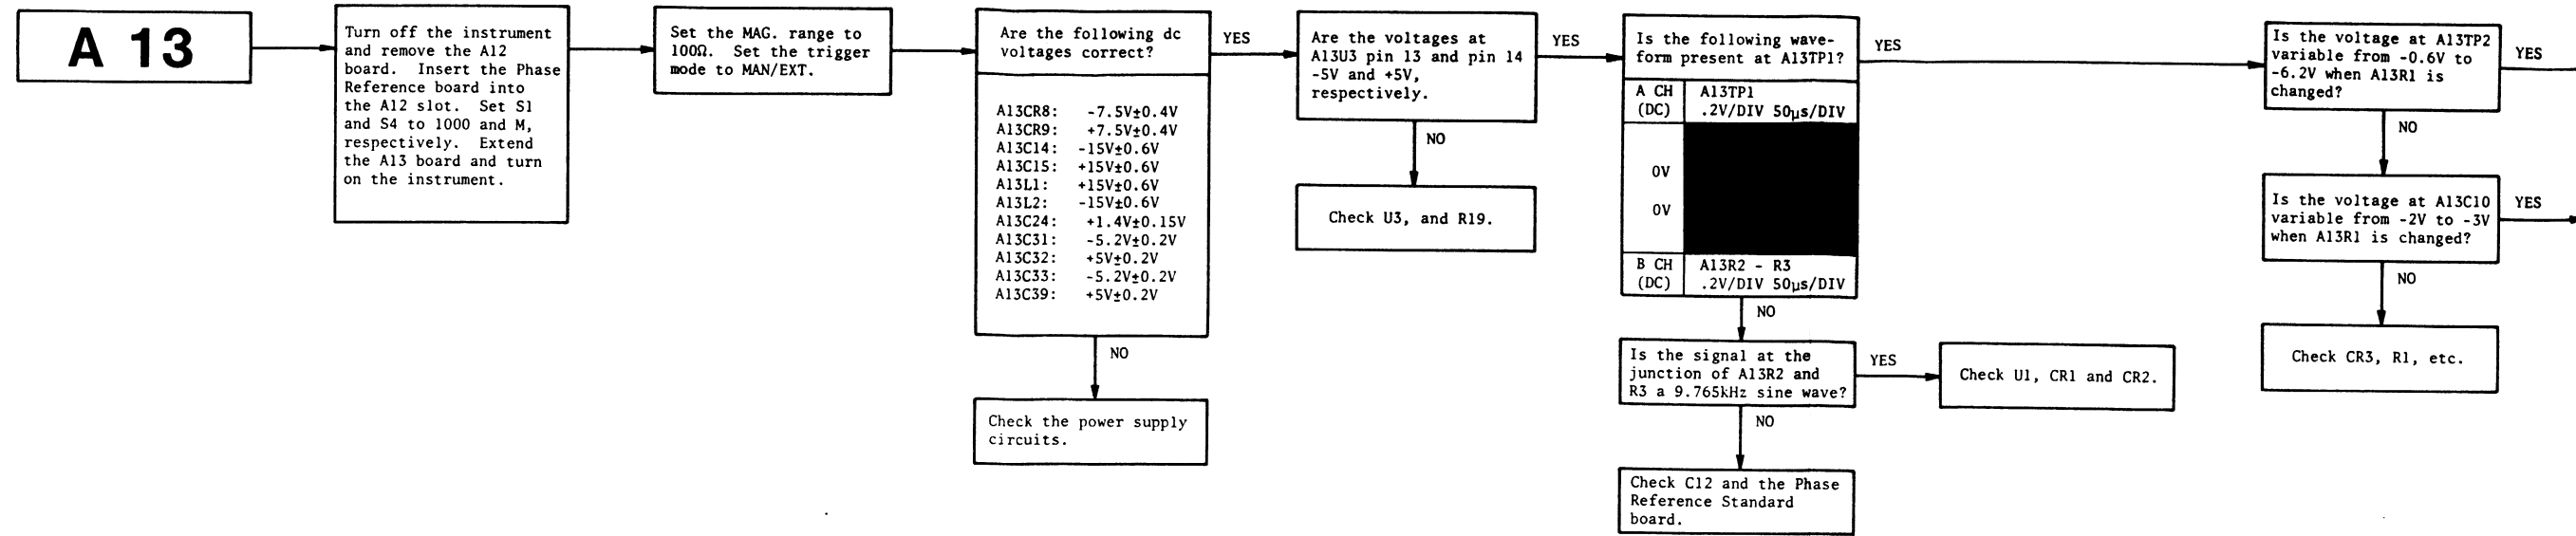 A 13
Turn off the instrument
and remove the A12
board. Insert the Phase
Reference board into
the A12 slot. Set S1
and S4 to 1000 and M,
respectively. Extend
the A13 board and turn
on the instrument.
Set the MAG. range to
100Ω. Set the trigger
mode to MAN/EXT.
Are the following dc
voltages correct?
A13CR8: -7.5V±0.4V
A13CR9: +7.5V±0.4V
A13C14: -15V±0.6V
A13C15: +15V±0.6V
A13L1: +15V±0.6V
A13L2: -15V±0.6V
A13C24: +1.4V±0.15V
A13C31: -5.2V±0.2V
A13C32: +5V±0.2V
A13C33: -5.2V±0.2V
A13C39: +5V±0.2V
NO
Check the power supply
circuits.
YES
Are the voltages at
A13U3 pin 13 and pin 14
-5V and +5V,
respectively.
NO
Check U3, and R19.
YES
Is the following wave-
form present at A13TP1?
A CH A13TP1
(DC) .2V/DIV 50μs/DIV
0V
0V
B CH A13R2 - R3
(DC) .2V/DIV 50μs/DIV
NO
Is the signal at the
junction of A13R2 and
R3 a 9.765kHz sine wave?
YES
Check U1, CR1 and CR2.
NO
Check C12 and the Phase
Reference Standard
board.
YES
Is the voltage at A13TP2
variable from -0.6V to
-6.2V when A13R1 is
changed?
YES
NO
Is the voltage at A13C10
variable from -2V to -3V
when A13R1 is changed?
YES
NO
Check CR3, R1, etc.